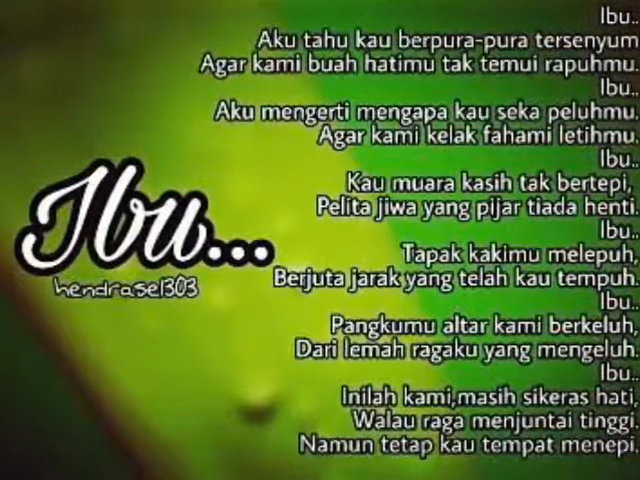 Ibu..
Aku tahu kau berpura-pura tersenyum
Agar kami buah hatimu tak temui rapuhmu.
Ibu..
Aku mengerti mengapa kau seka peluhmu.
Agar kami kelak fahami letihmu.
Ibu..
Kau muara kasih tak bertepi,
Pelita jiwa yang pijar tiada henti.
Ibu..
Tapak kakimu melepuh,
Berjuta jarak yang telah kau tempuh.
Ibu..
Pangkumu altar kami berkeluh,
Dari lemah ragaku yang mengeluh.
Ibu..
Inilah kami,masih sikeras hati,
Walau raga menjuntai tinggi.
Namun tetap kau tempat menepi.
Ibu...
hendrase1303